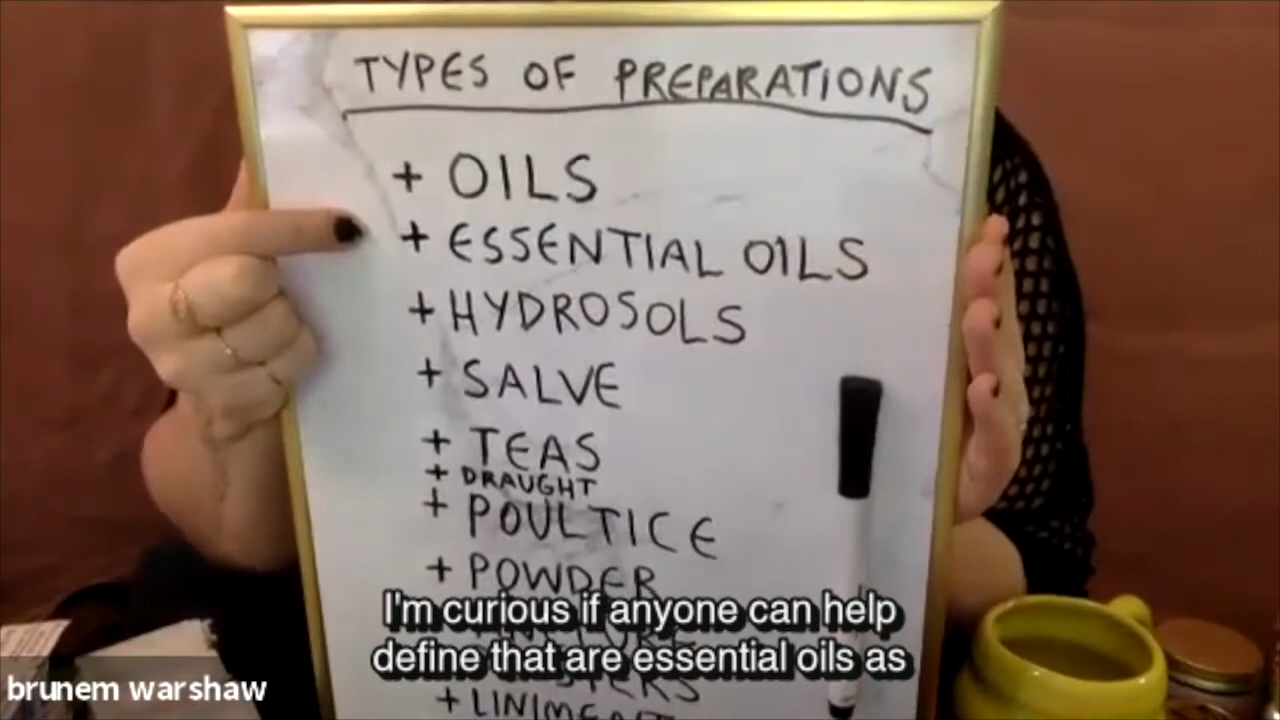 TYPES OF PREPARATIONS
+ OILS
+ ESSENTIAL OILS
+ HYDROSOLS
+ SALVE
+ TEAS
+ DRAUGHT
+ POULTICE
+ POWDER
I'm curious if anyone can help
define that are essential oils as
+ LINIMENT
brunem warshaw